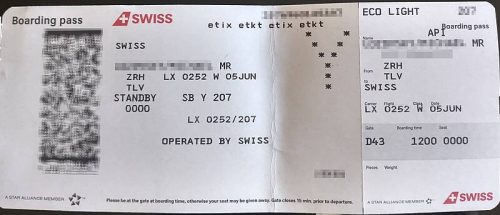 Boarding pass
SWISS
etix etkt etix etkt
SWISS
MR
ZRH LX 0252 W 05JUN
TLV
STANDBY SB Y 207
0000
LX 0252/207
OPERATED BY SWISS
A STAR ALLIANCE MEMBER
Please be at the gate at boarding time, otherwise your seat may be given away. Gate closes 15 min. prior to departure.
ECO LIGHT 207
Boarding pass
API
Name
MR
From
ZRH
To
TLV
SWISS
Carrier Flight Class Date
LX 0252 W 05JUN
Gate Boarding time Seat
D43 1200 0000
Pieces Weight
A STAR ALLIANCE MEMBER
SWISS